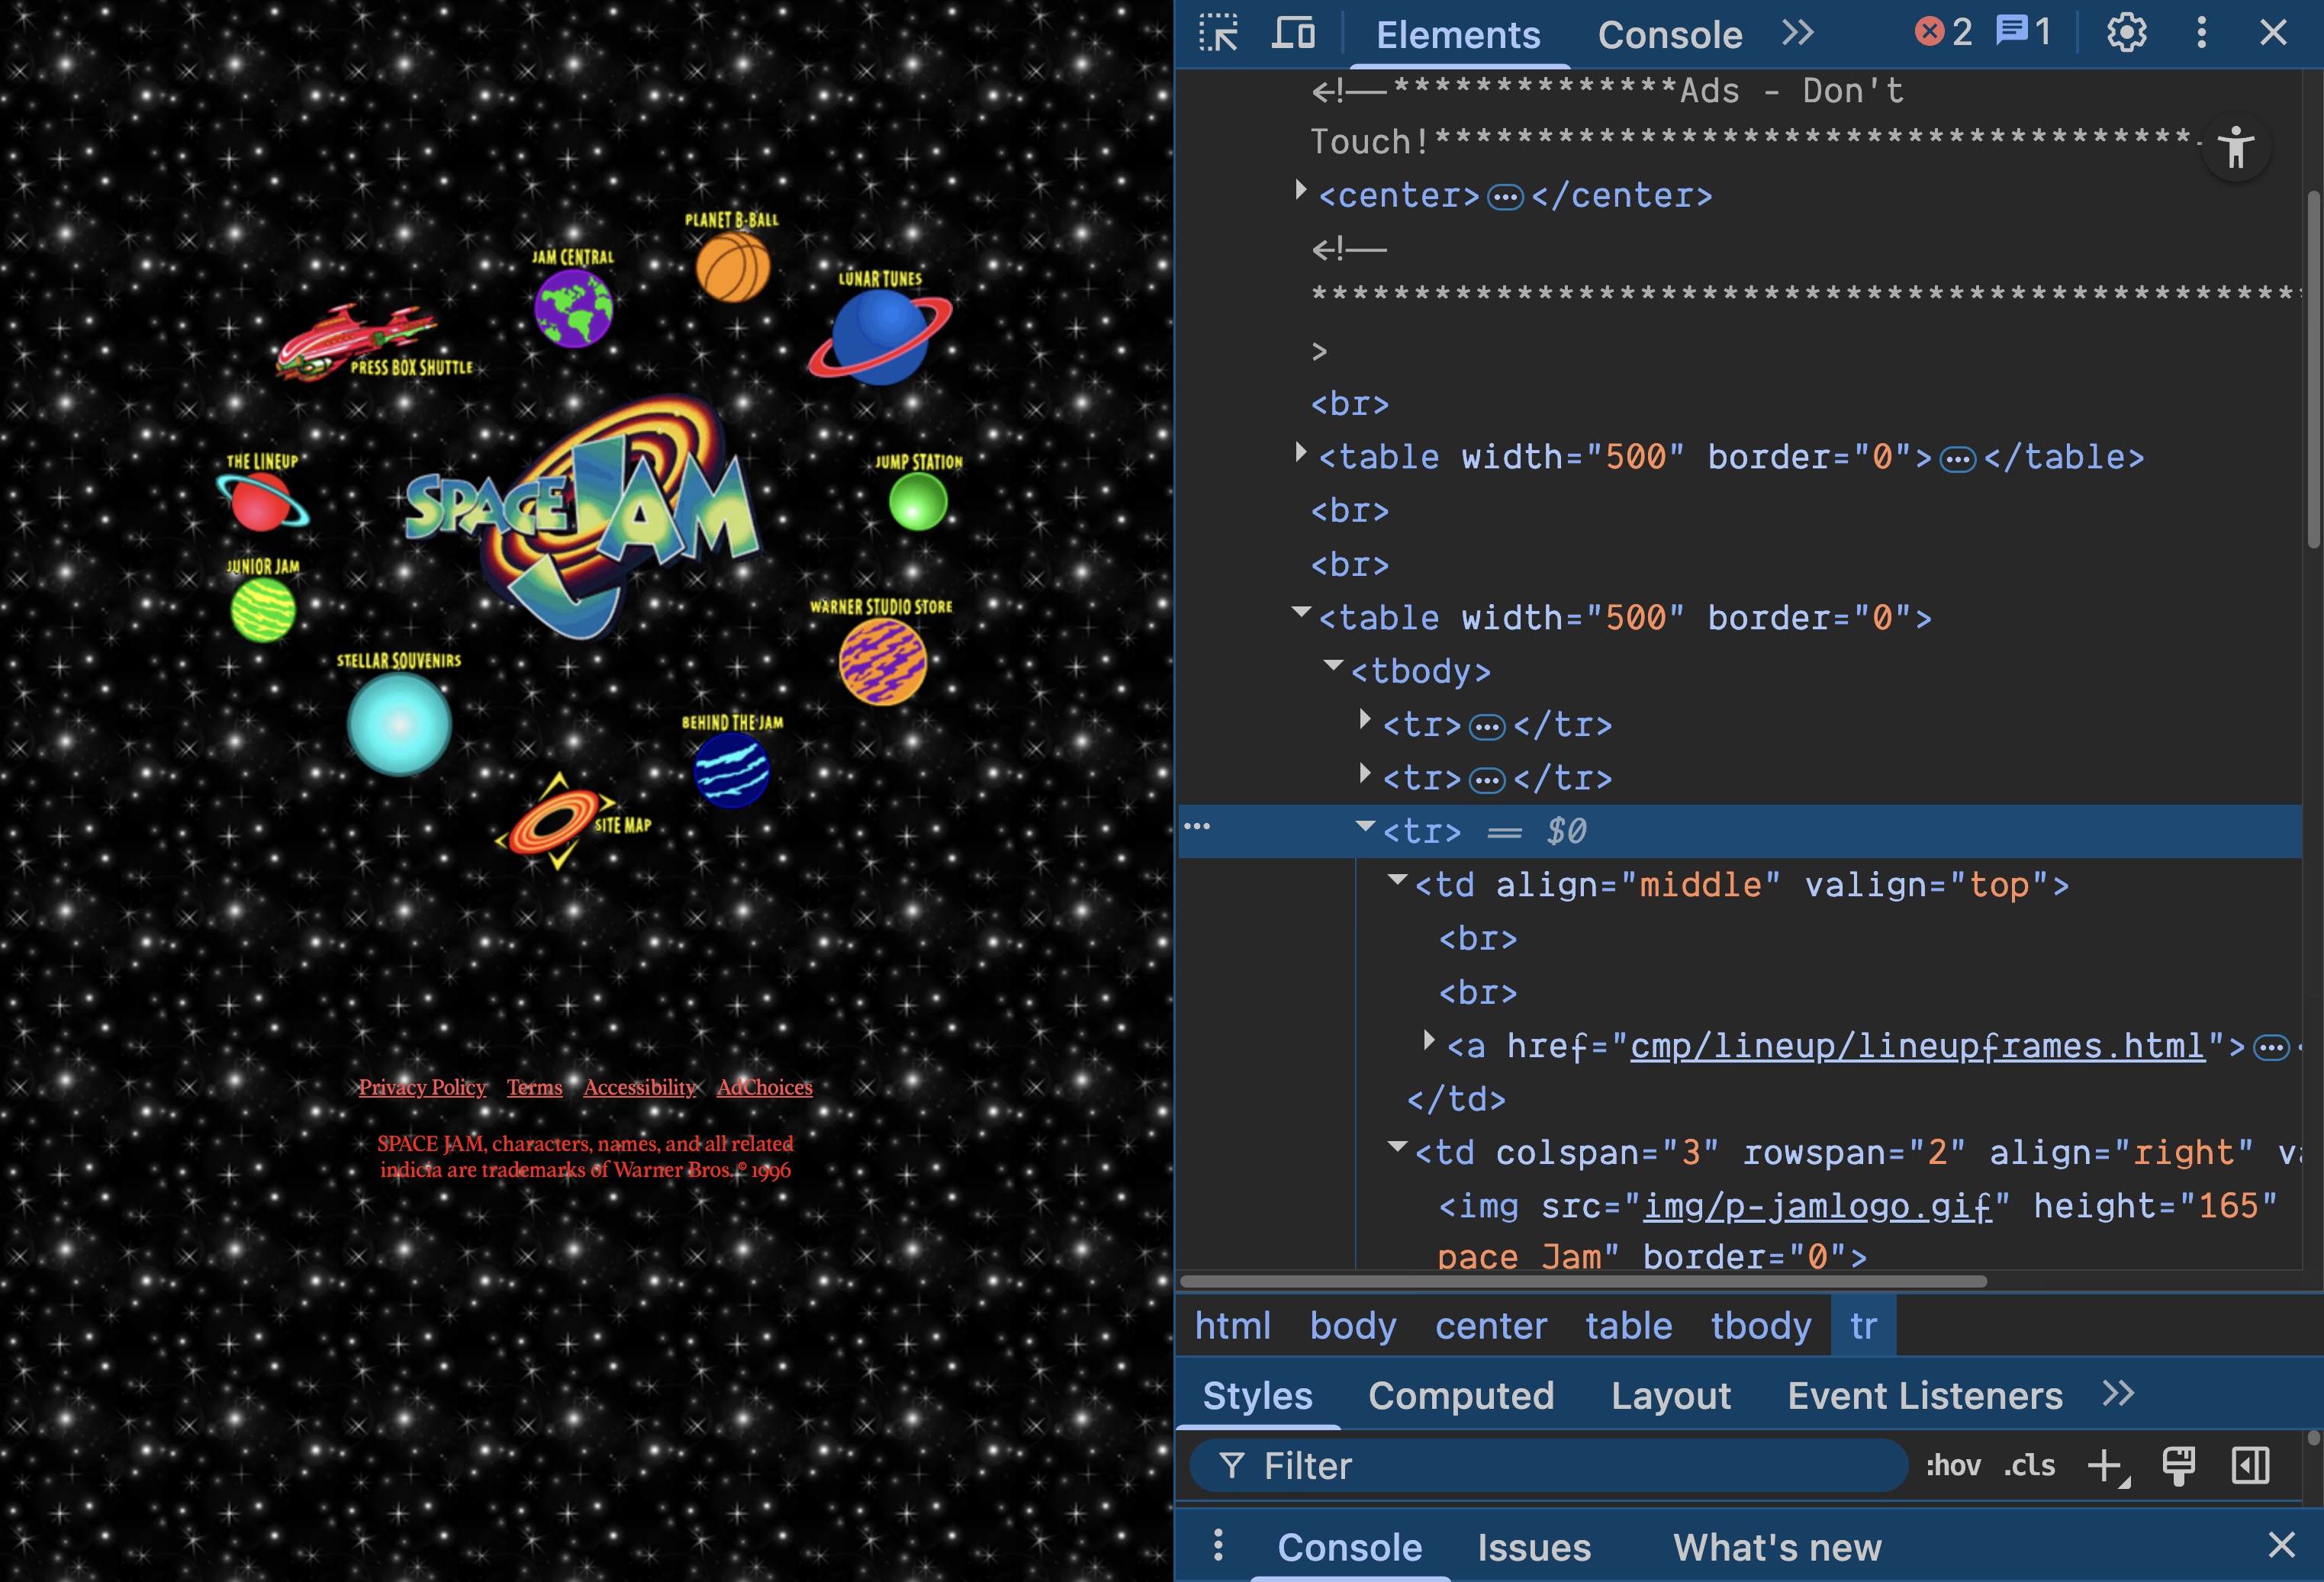 PLANET B-BALL
JAM CENTRAL
LUNAR TUNES
PRESS BOX SHUTTLE
THE LINEUP
SPACE JAM
JUMP STATION
JUNIOR JAM
WARNER STUDIO STORE
STELLAR SOUVENIRS
BEHIND THE JAM
SITE MAP
Privacy Policy Terms Accessibility AdChoices
SPACE JAM, characters, names, and all related
indicia are trademarks of Warner Bros. © 1996
Elements Console 2 1
<!--**************Ads - Don't
Touch!*************************************-
<center>…</center>
<!--
*************************************************
>
<br>
<table width="500" border="0">…</table>
<br>
<br>
<table width="500" border="0">
<tbody>
<tr>…</tr>
<tr>…</tr>
… <tr> == $0
<td align="middle" valign="top">
<br>
<br>
<a href="cmp/lineup/lineupframes.html">…<
</td>
<td colspan="3" rowspan="2" align="right" va
<img src="img/p-jamlogo.gif" height="165"
pace Jam" border="0">
html body center table tbody tr
Styles Computed Layout Event Listeners
Filter :hov .cls
Console Issues What's new